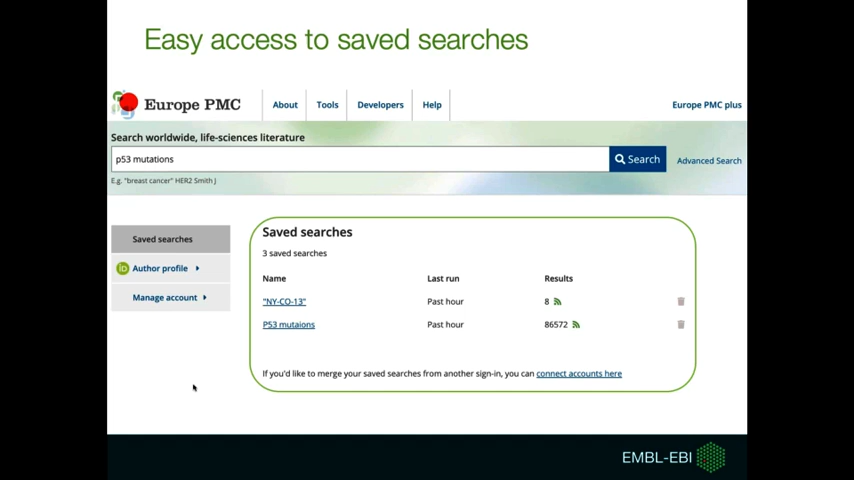 Easy access to saved searches
Europe PMC
About
Tools
Developers
Help
Europe PMC plus
Search worldwide, life-sciences literature
p53 mutations
Search
Advanced Search
E.g. "breast cancer" HER2 Smith J
Saved searches
Author profile
Manage account
Saved searches
3 saved searches
Name Last run Results
"NY-CO-13" Past hour 8
P53 mutaions Past hour 86572
If you'd like to merge your saved searches from another sign-in, you can connect accounts here
EMBL-EBI